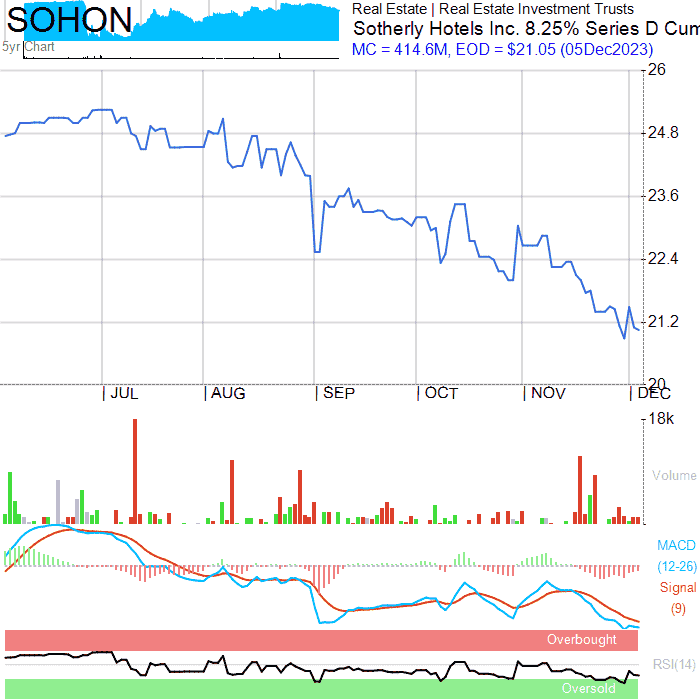 SOHON
5yr Chart
Real Estate | Real Estate Investment Trusts
Sotherly Hotels Inc. 8.25% Series D Cum
MC = 414.6M, EOD = $21.05 (05Dec2023)
26
24.8
23.6
22.4
21.2
20
JUL AUG SEP OCT NOV DEC
18k
Volume
MACD
(12-26)
Signal
(9)
Overbought
RSI(14)
Oversold